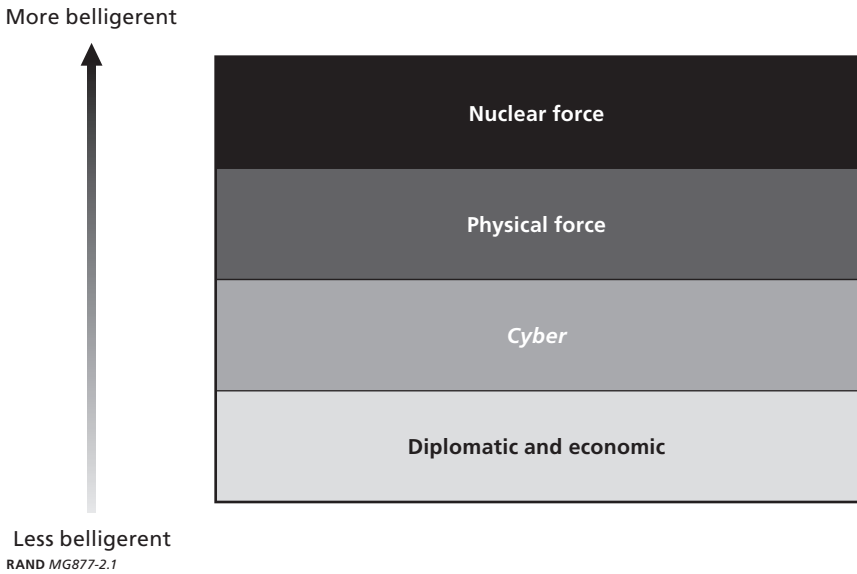 More belligerent
Nuclear force
Physical force
Cyber
Diplomatic and economic
Less belligerent
RAND MG877-2.1